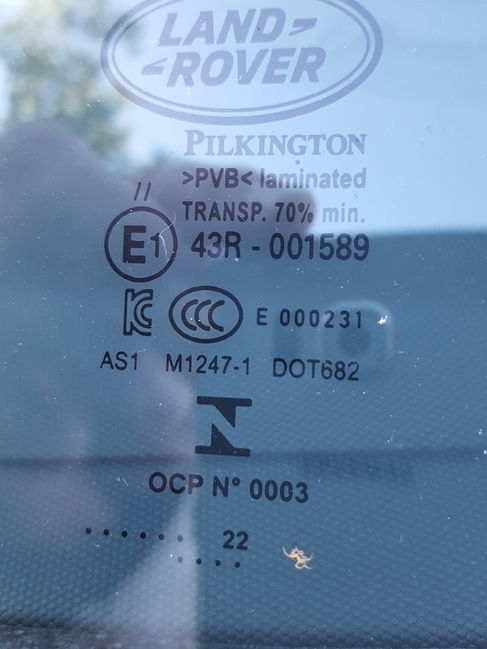 LAND-
-ROVER
PILKINGTON
>PVB< laminated
TRANSP. 70% min.
//
E1 43R - 001589
KC CCC E 000231
AS1 M1247-1 DOT682
N
OCP N° 0003
....... 22
....